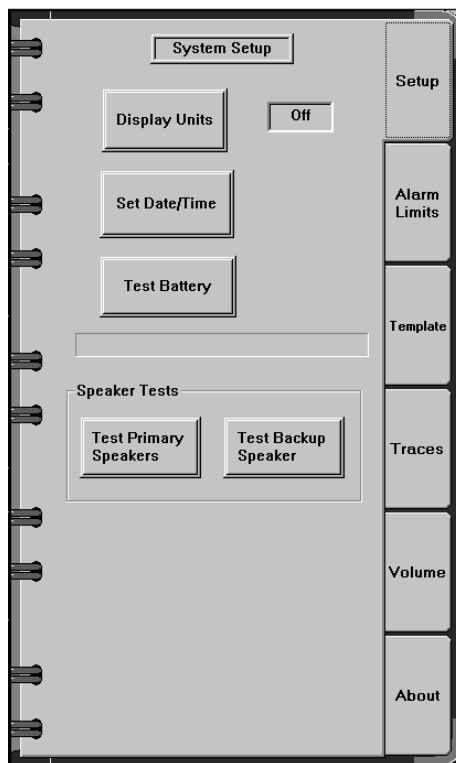 System Setup
Display Units
Off
Set Date/Time
Test Battery
Speaker Tests
Test Primary
Speakers
Test Backup
Speaker
Setup
Alarm
Limits
Template
Traces
Volume
About